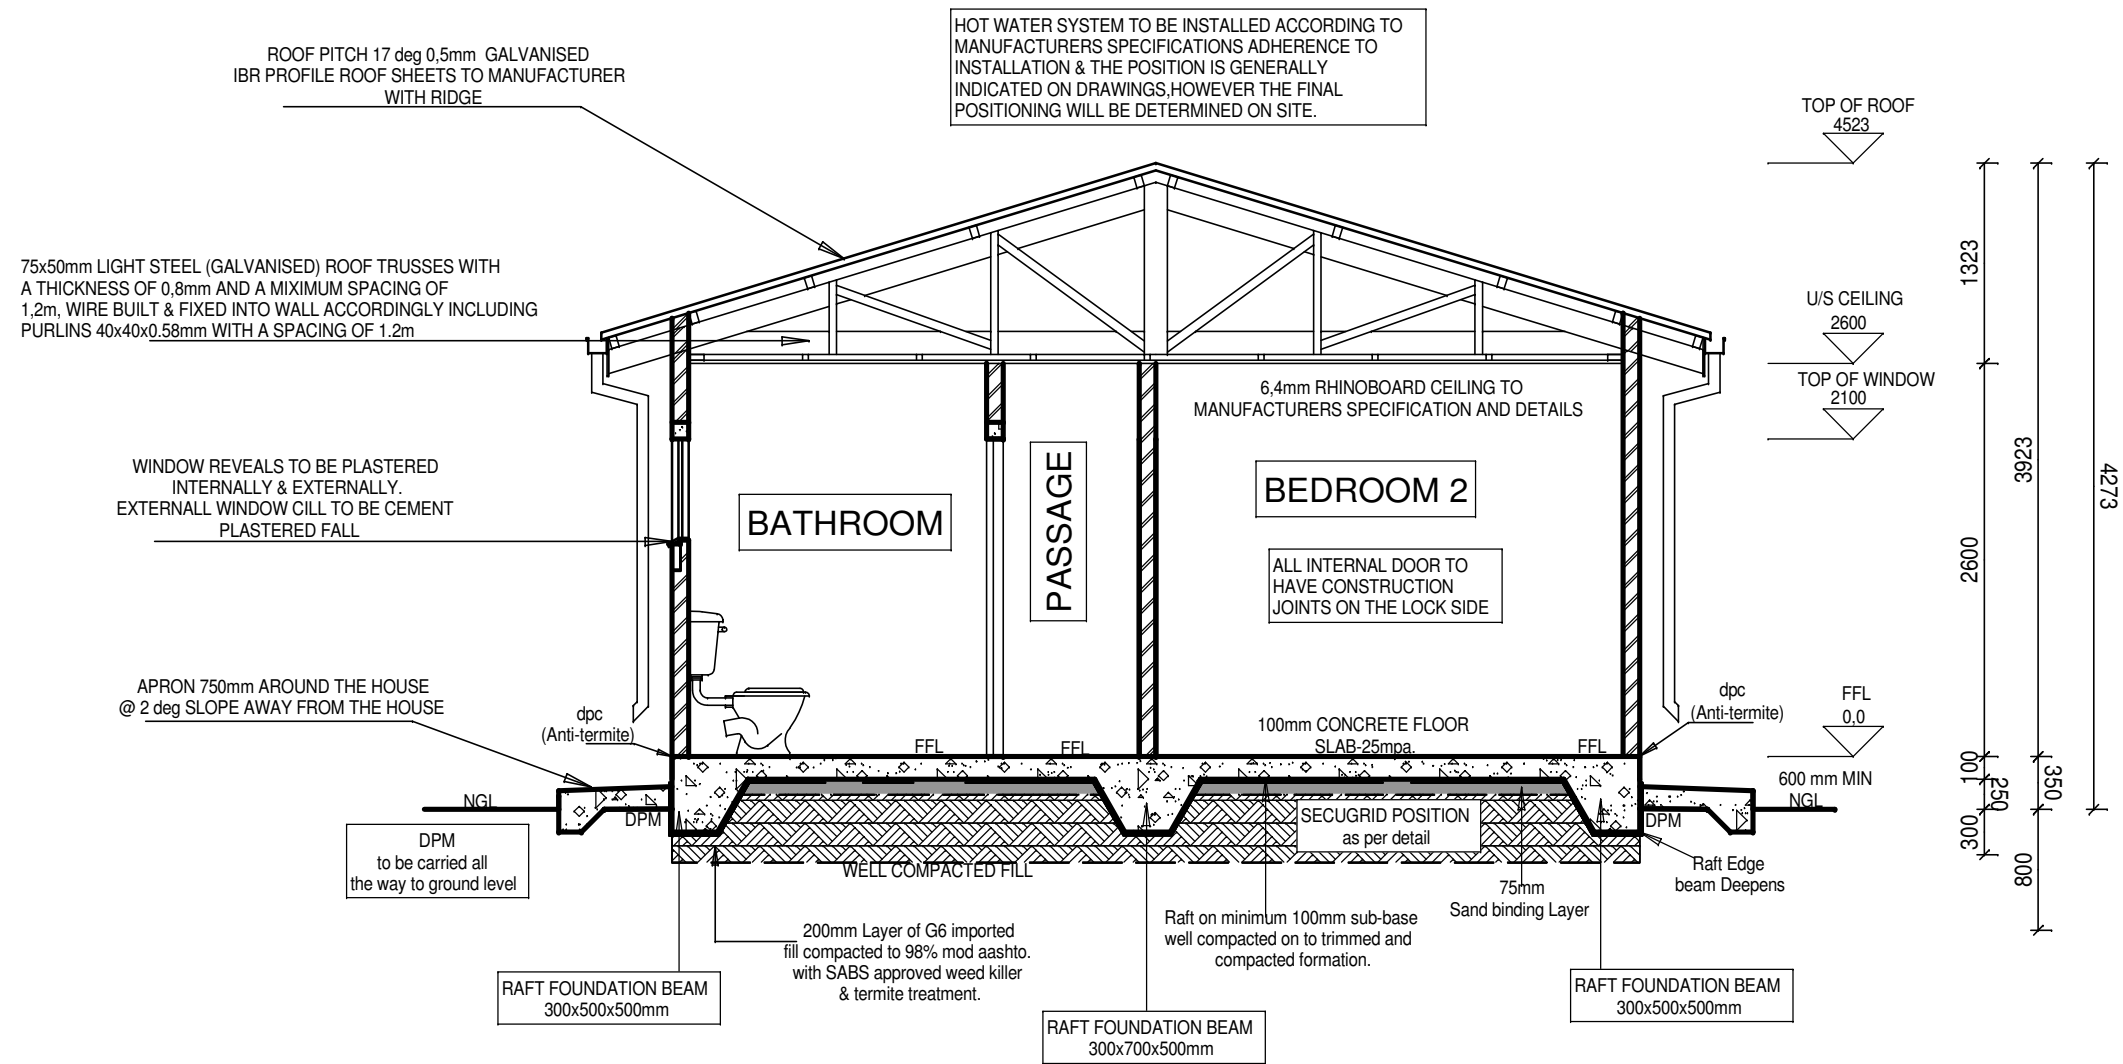 HOT WATER SYSTEM TO BE INSTALLED ACCORDING TO
MANUFACTURERS SPECIFICATIONS ADHERENCE TO
INSTALLATION & THE POSITION IS GENERALLY
INDICATED ON DRAWINGS,HOWEVER THE FINAL
POSITIONING WILL BE DETERMINED ON SITE.
ROOF PITCH 17 deg 0,5mm GALVANISED
IBR PROFILE ROOF SHEETS TO MANUFACTURER
WITH RIDGE
75x50mm LIGHT STEEL (GALVANISED) ROOF TRUSSES WITH
A THICKNESS OF 0,8mm AND A MIXIMUM SPACING OF
1,2m, WIRE BUILT & FIXED INTO WALL ACCORDINGLY INCLUDING
PURLINS 40x40x0.58mm WITH A SPACING OF 1.2m
WINDOW REVEALS TO BE PLASTERED
INTERNALLY & EXTERNALLY.
EXTERNALL WINDOW CILL TO BE CEMENT
PLASTERED FALL
APRON 750mm AROUND THE HOUSE
@ 2 deg SLOPE AWAY FROM THE HOUSE
dpc
(Anti-termite)
NGL
DPM
DPM
to be carried all
the way to ground level
BATHROOM
PASSAGE
6,4mm RHINOBOARD CEILING TO
MANUFACTURERS SPECIFICATION AND DETAILS
BEDROOM 2
ALL INTERNAL DOOR TO
HAVE CONSTRUCTION
JOINTS ON THE LOCK SIDE
100mm CONCRETE FLOOR
SLAB-25mpa.
FFL
FFL
FFL
SECUGRID POSITION
as per detail
WELL COMPACTED FILL
200mm Layer of G6 imported
fill compacted to 98% mod aashto.
with SABS approved weed killer
& termite treatment.
RAFT FOUNDATION BEAM
300x500x500mm
Raft on minimum 100mm sub-base
well compacted on to trimmed and
compacted formation.
RAFT FOUNDATION BEAM
300x700x500mm
75mm
Sand binding Layer
RAFT FOUNDATION BEAM
300x500x500mm
Raft Edge
beam Deepens
dpc
(Anti-termite)
DPM
600 mm MIN
NGL
TOP OF ROOF
4523
U/S CEILING
2600
TOP OF WINDOW
2100
FFL
0,0
1323
2600
100
250
300
3923
350
800
4273